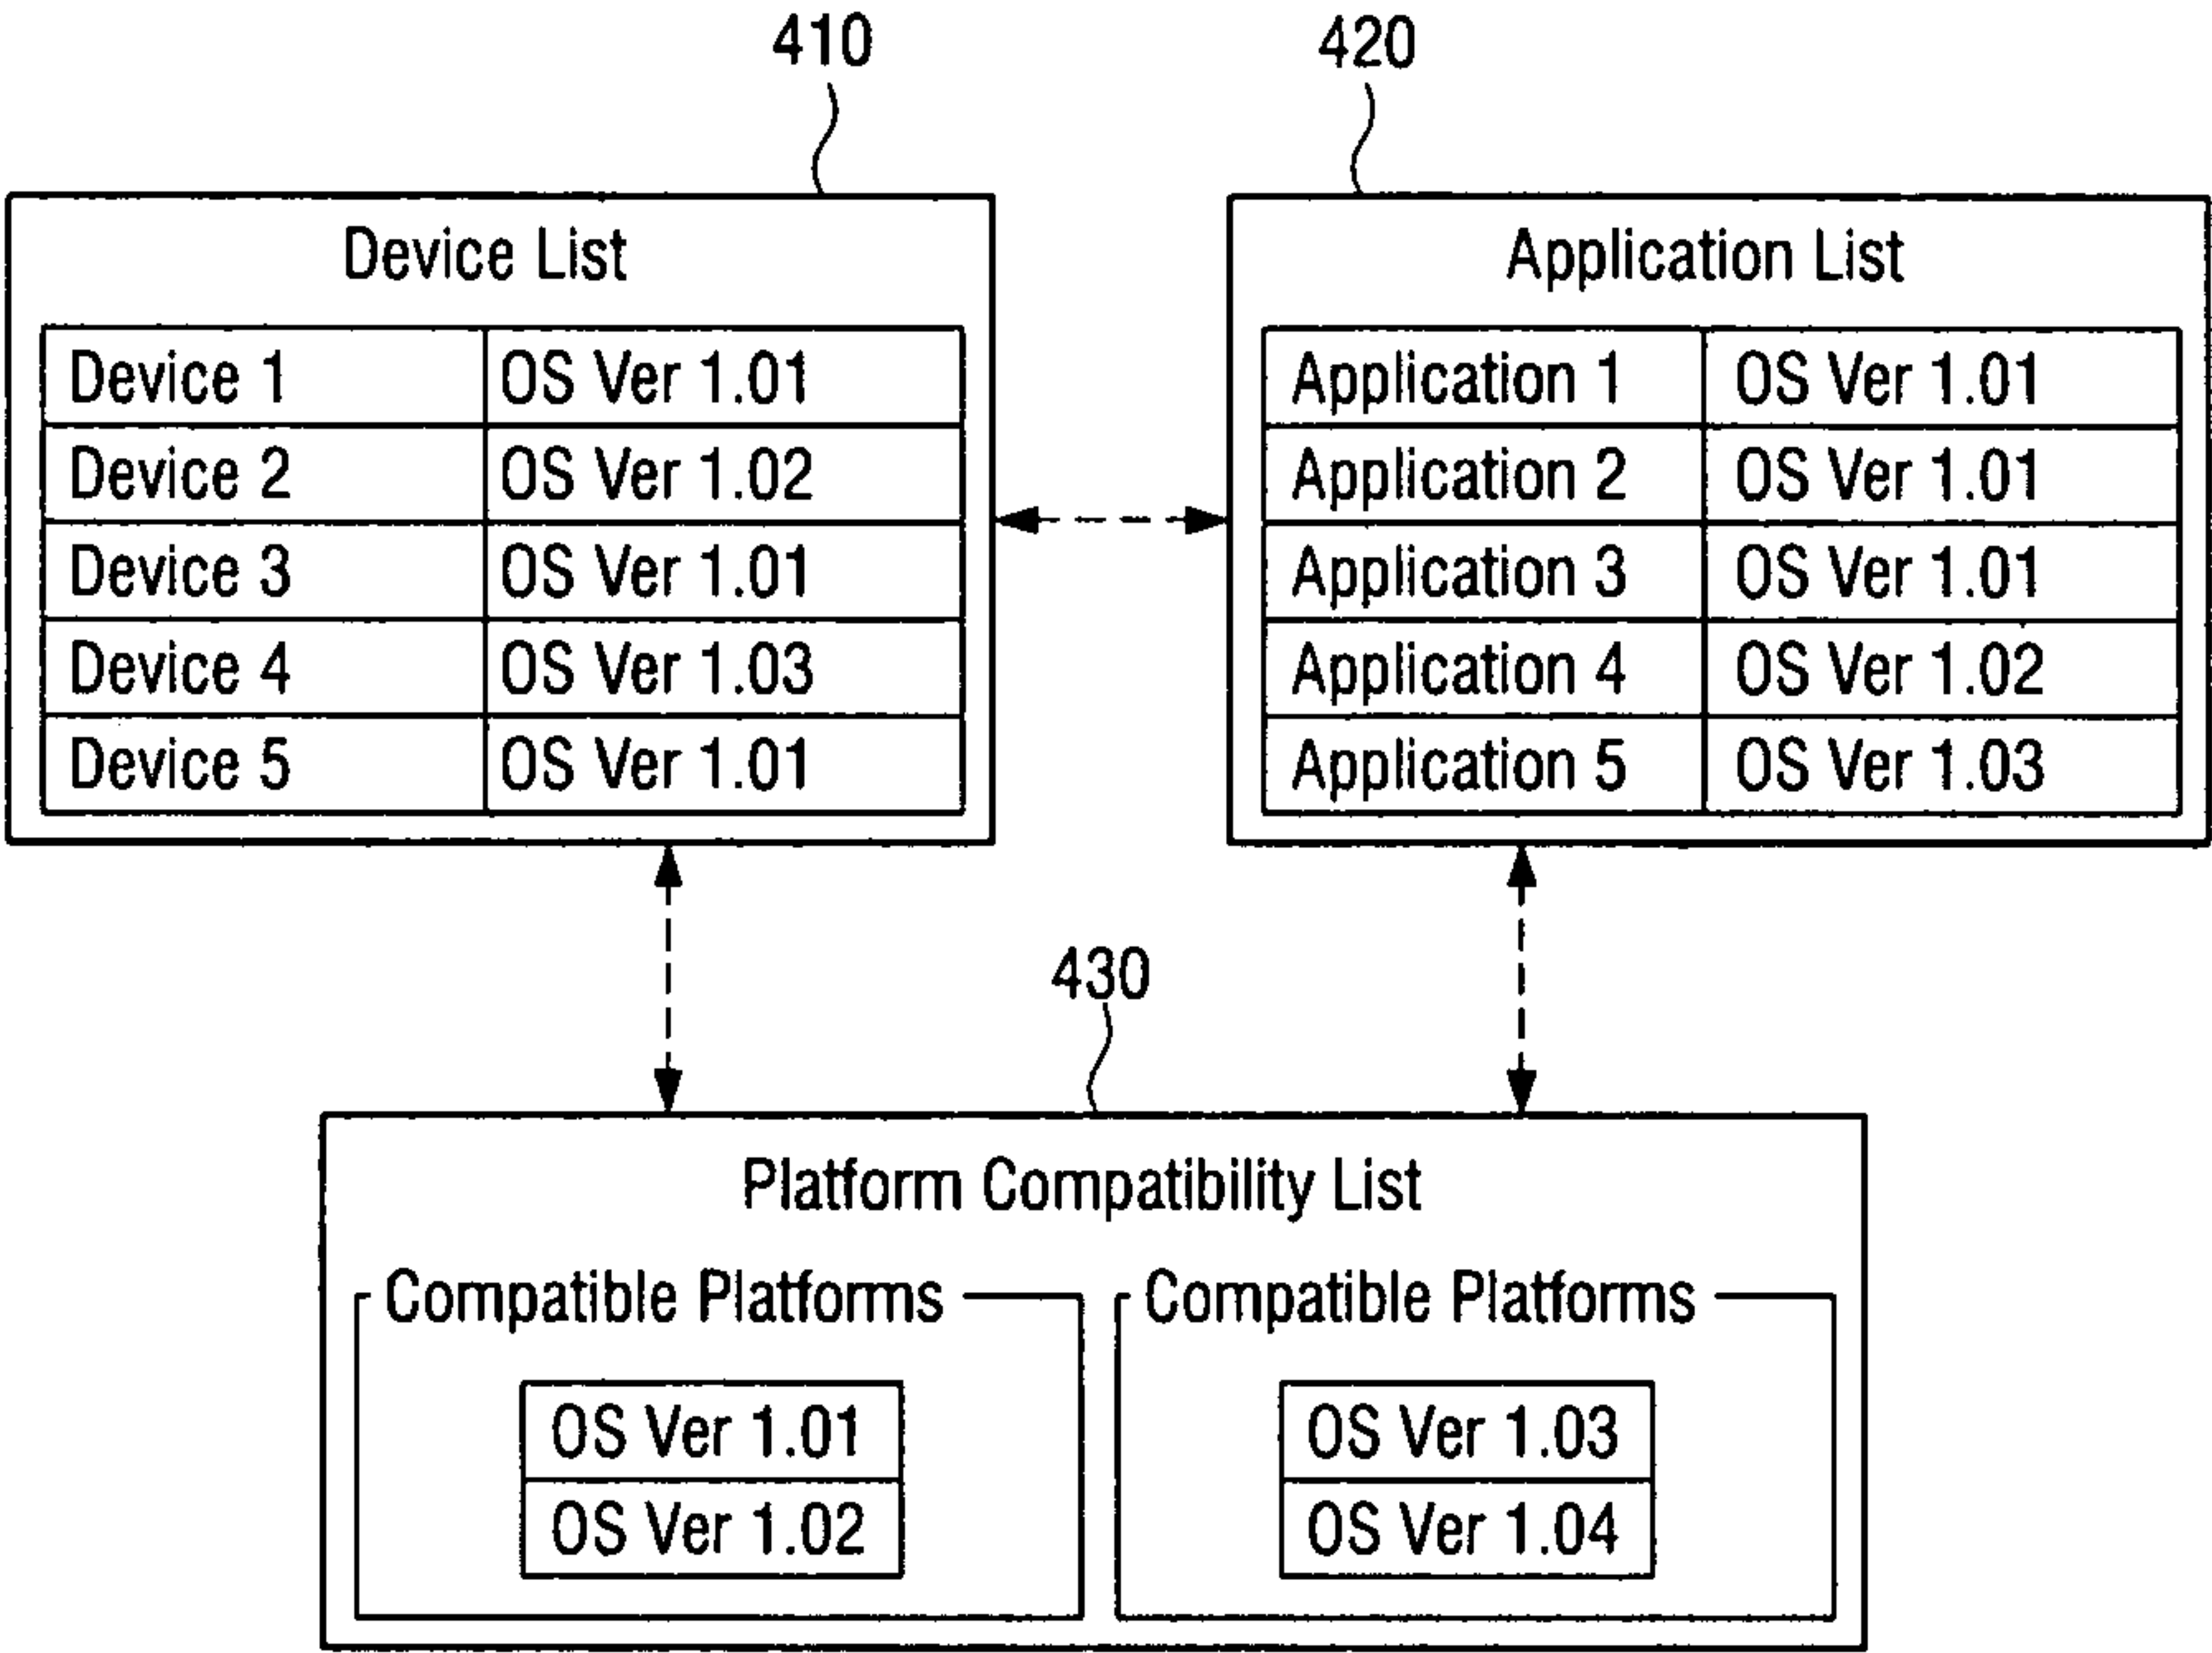 410
420
Device List
Device 1 OS Ver 1.01
Device 2 OS Ver 1.02
Device 3 OS Ver 1.01
Device 4 OS Ver 1.03
Device 5 OS Ver 1.01
Application List
Application 1 OS Ver 1.01
Application 2 OS Ver 1.01
Application 3 OS Ver 1.01
Application 4 OS Ver 1.02
Application 5 OS Ver 1.03
430
Platform Compatibility List
Compatible Platforms
OS Ver 1.01
OS Ver 1.02
Compatible Platforms
OS Ver 1.03
OS Ver 1.04